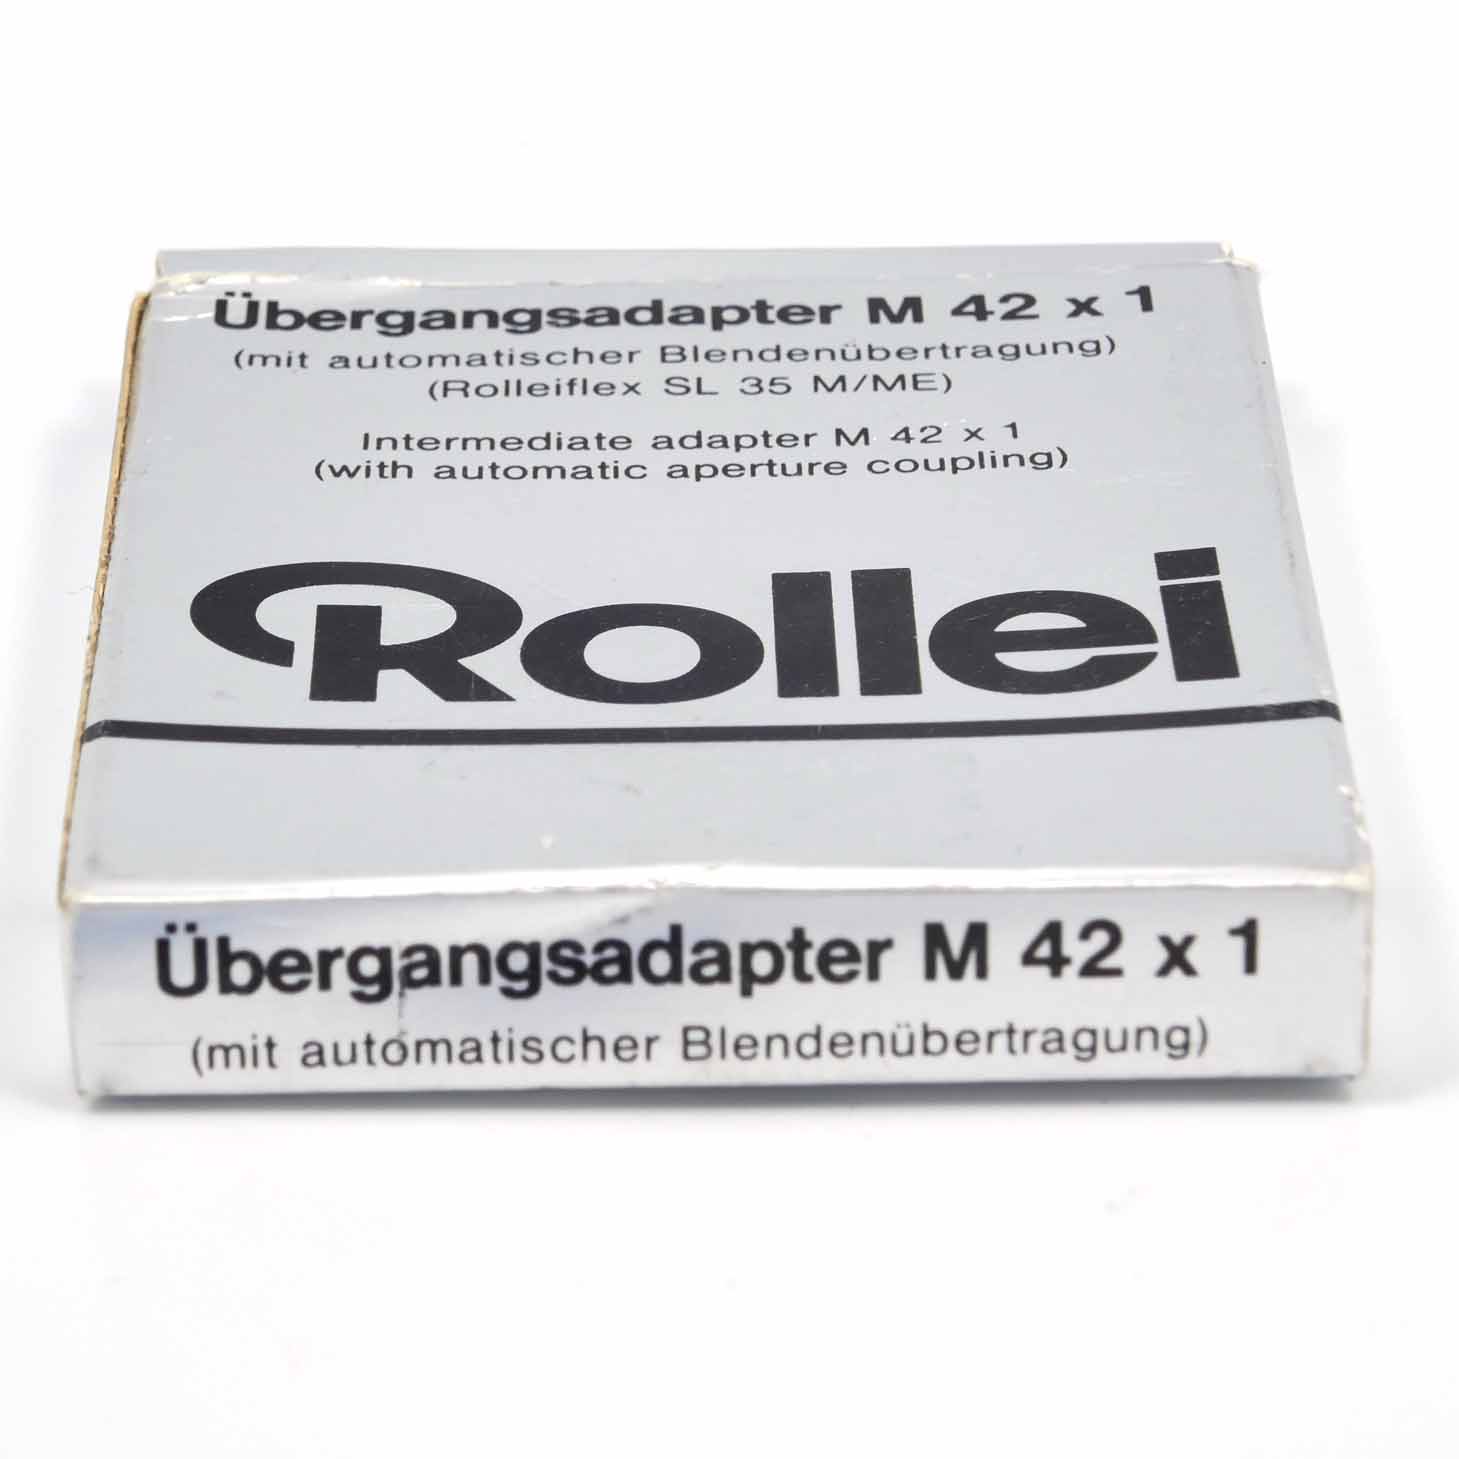 Übergangsadapter M 42 x 1
(mit automatischer Blendenübertragung)
(Rolleiflex SL 35 M/ME)
Intermediate adapter M 42 x 1
(with automatic aperture coupling)
Rollei
Übergangsadapter M 42 x 1
(mit automatischer Blendenübertragung)